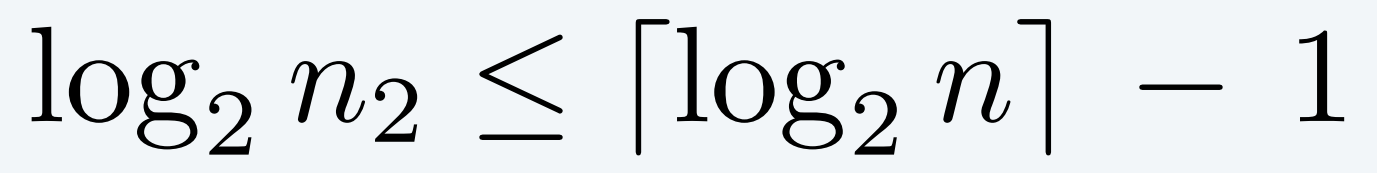 log₂ n₂ ≤ ⌈log₂ n⌉ − 1